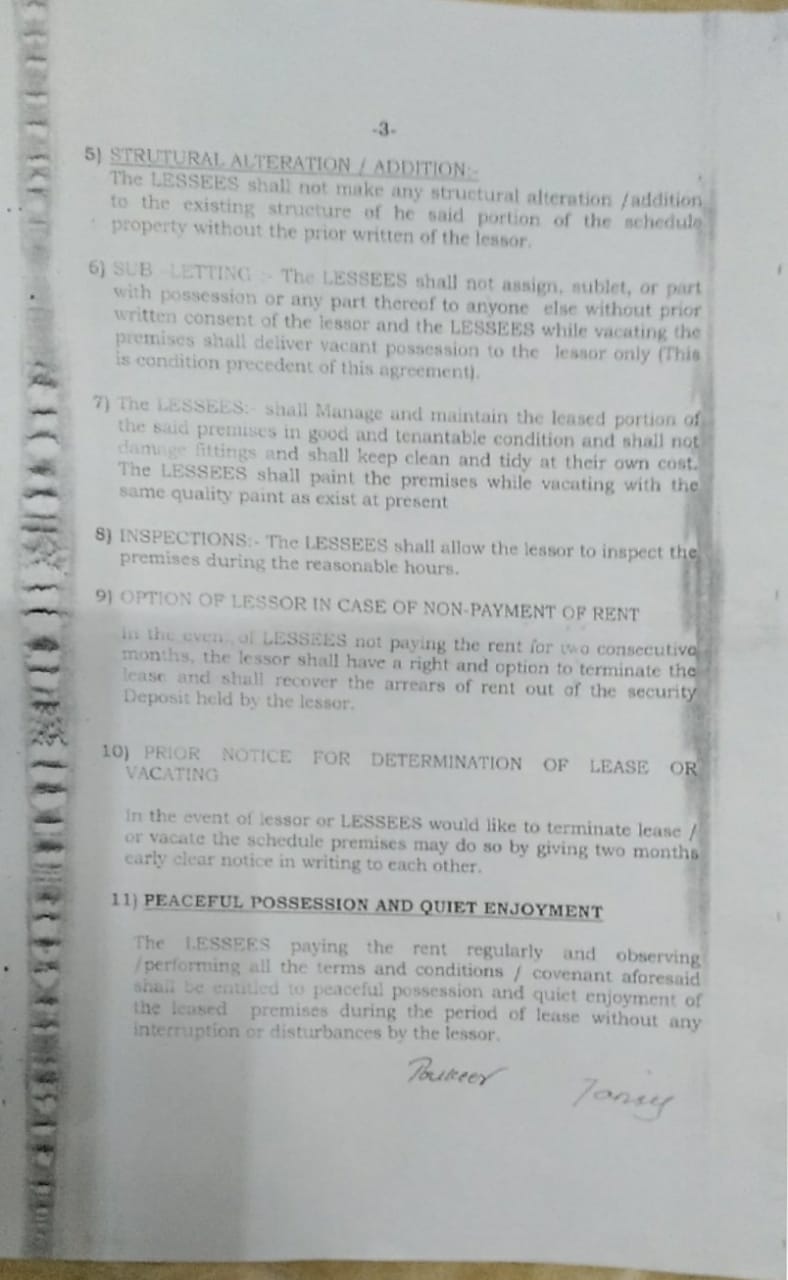 -3-
5) STRUTURAL ALTERATION / ADDITION:-
The LESSEES shall not make any structural alteration /addition
to the existing structure of he said portion of the schedule
property without the prior written of the lessor.
6) SUB -LETTING :- The LESSEES shall not assign, sublet, or part
with possession or any part thereof to anyone else without prior
written consent of the lessor and the LESSEES while vacating the
premises shall deliver vacant possession to the lessor only (This
is condition precedent of this agreement).
7) The LESSEES:- shall Manage and maintain the leased portion of
the said premises in good and tenantable condition and shall not
damage fittings and shall keep clean and tidy at their own cost.
The LESSEES shall paint the premises while vacating with the
same quality paint as exist at present
8) INSPECTIONS:- The LESSEES shall allow the lessor to inspect the
premises during the reasonable hours.
9) OPTION OF LESSOR IN CASE OF NON-PAYMENT OF RENT
in the even. of LESSEES not paying the rent for two consecutive
months, the lessor shall have a right and option to terminate the
lease and shall recover the arrears of rent out of the security
Deposit held by the lessor.
10) PRIOR NOTICE FOR DETERMINATION OF LEASE OR
VACATING
In the event of lessor or LESSEES would like to terminate lease /
or vacate the schedule premises may do so by giving two months
early clear notice in writing to each other.
11) PEACEFUL POSSESSION AND QUIET ENJOYMENT
The LESSEES paying the rent regularly and observing
/performing all the terms and conditions / covenant aforesaid
shall be entitled to peaceful possession and quiet enjoyment of
the leased premises during the period of lease without any
interruption or disturbances by the lessor.